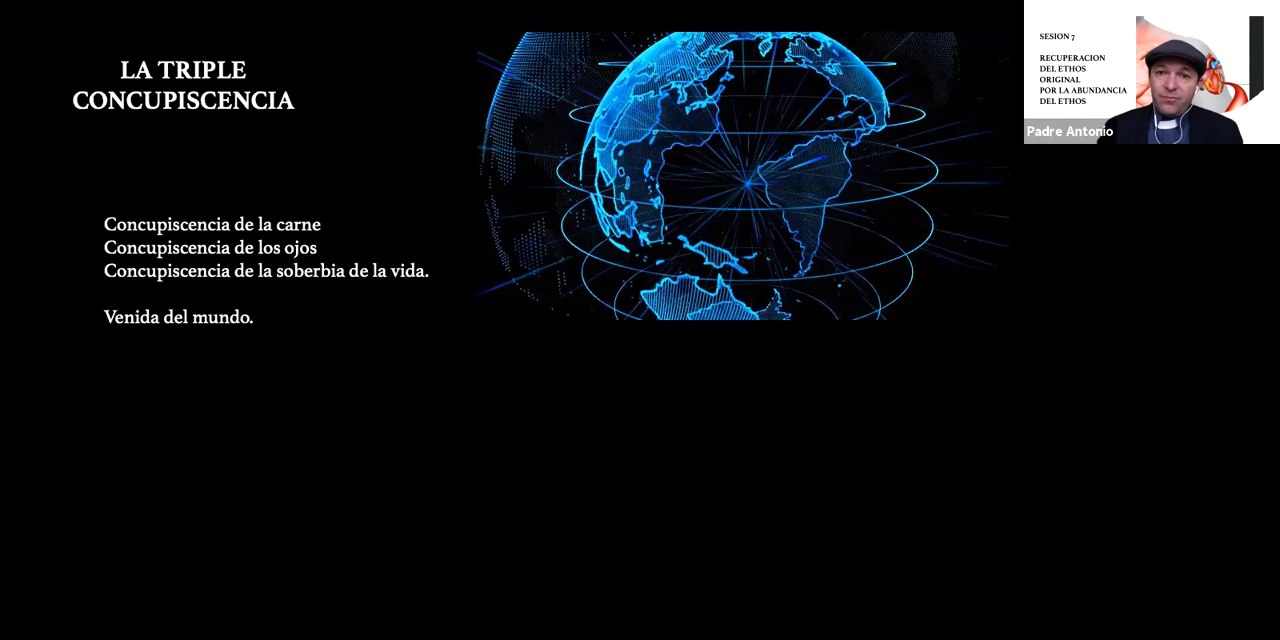 LA TRIPLE
CONCUPISCENCIA
Concupiscencia de la carne
Concupiscencia de los ojos
Concupiscencia de la soberbia de la vida.
Venida del mundo.
SESION 7
RECUPERACION
DEL ETHOS
ORIGINAL
POR LA ABUNDANCIA
DEL ETHOS
Padre Antonio